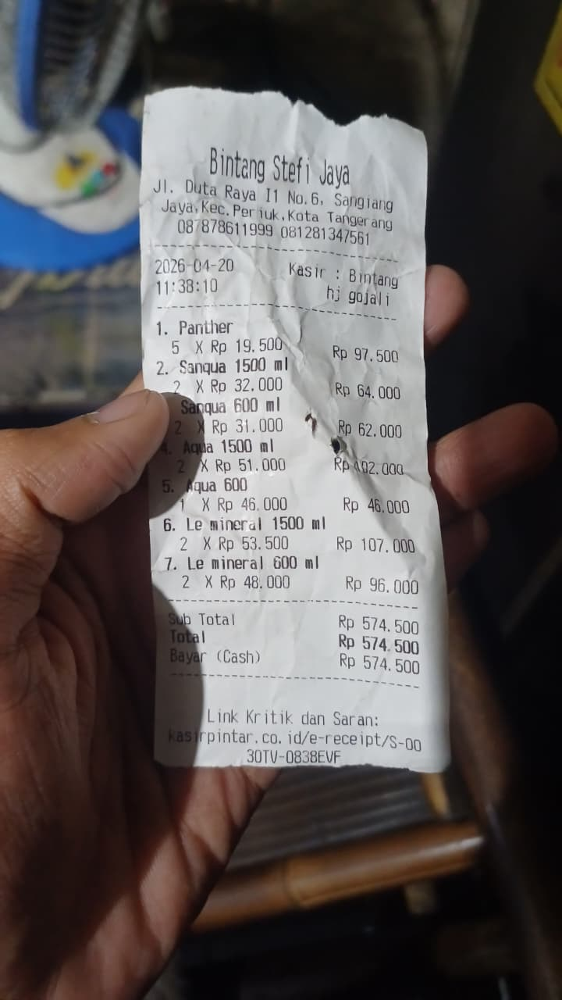 Bintang Stefi Jaya
Jl. Duta Raya I1 No.6, Sangiang
Jaya,Kec.Periuk,Kota Tangerang
087878611999 081281347561
2026-04-20 Kasir : Bintang
11:38:10 hj gojali
1. Panther
5 X Rp 19.500 Rp 97.500
2. Sanqua 1500 ml
2 X Rp 32.000 Rp 64.000
Sanqua 600 ml
2 X Rp 31.000 Rp 62.000
4. Aqua 1500 ml
2 X Rp 51.000 Rp 102.000
5. Aqua 600
1 X Rp 46.000 Rp 46.000
6. Le mineral 1500 ml
2 X Rp 53.500 Rp 107.000
7. Le mineral 600 ml
2 X Rp 48.000 Rp 96.000
Sub Total Rp 574.500
Total Rp 574.500
Bayar (Cash) Rp 574.500
Link Kritik dan Saran:
kasirpintar.co.id/e-receipt/S-00
30TV-0838EVF